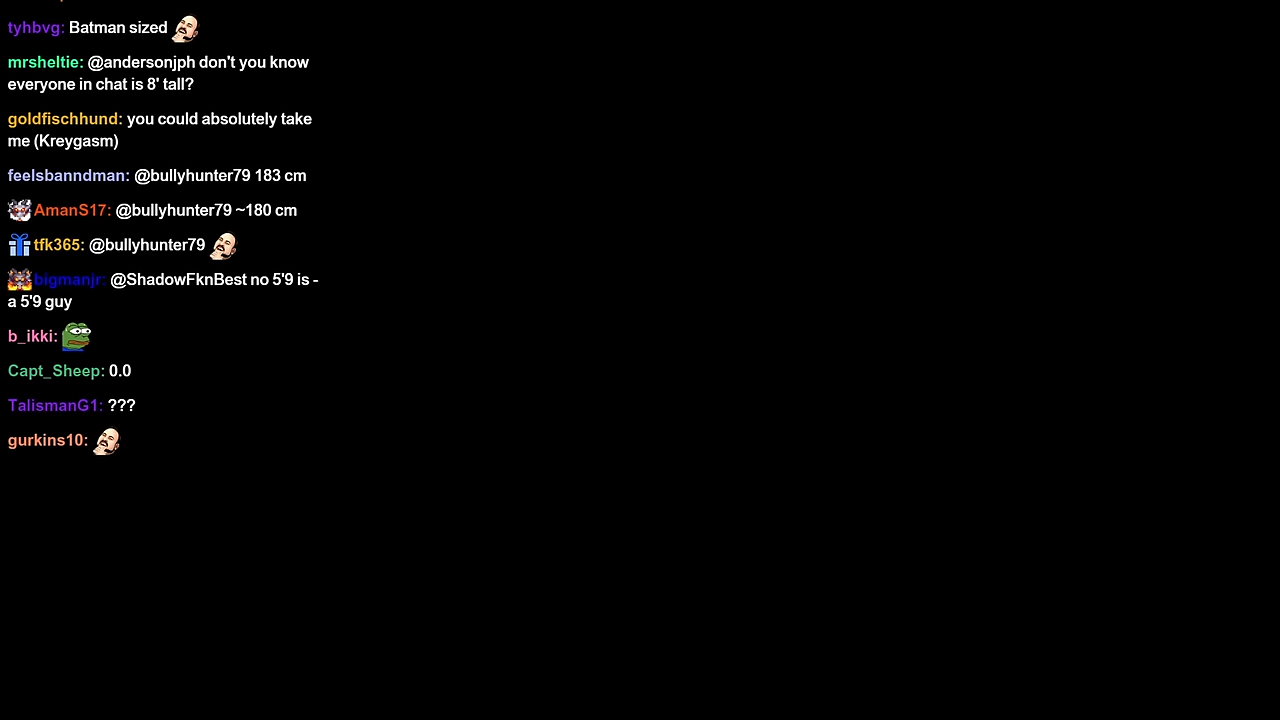 tyhbvg: Batman sized
mrsheltie: @andersonjph don't you know
everyone in chat is 8' tall?
goldfischhund: you could absolutely take
me (Kreygasm)
feelsbanndman: @bullyhunter79 183 cm
AmanS17: @bullyhunter79 ~180 cm
tfk365: @bullyhunter79
bigmanjr: @ShadowFknBest no 5'9 is -
a 5'9 guy
b_ikki:
Capt_Sheep: 0.0
TalismanG1: ???
gurkins10: